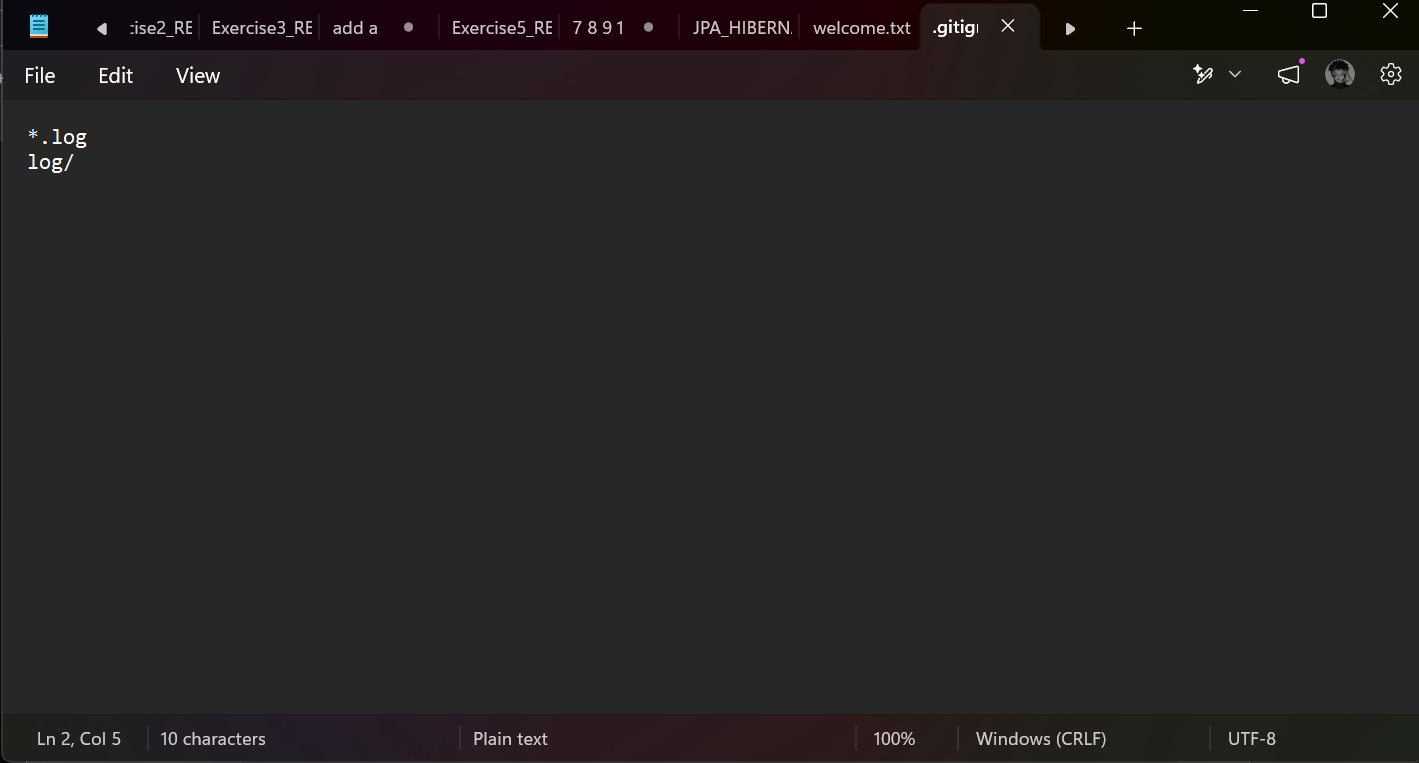 :ise2_RE Exercise3_RE add a Exercise5_RE 7 8 9 1 JPA_HIBERN. welcome.txt .gitig
File Edit View
*.log
log/
Ln 2, Col 5 10 characters Plain text 100% Windows (CRLF) UTF-8